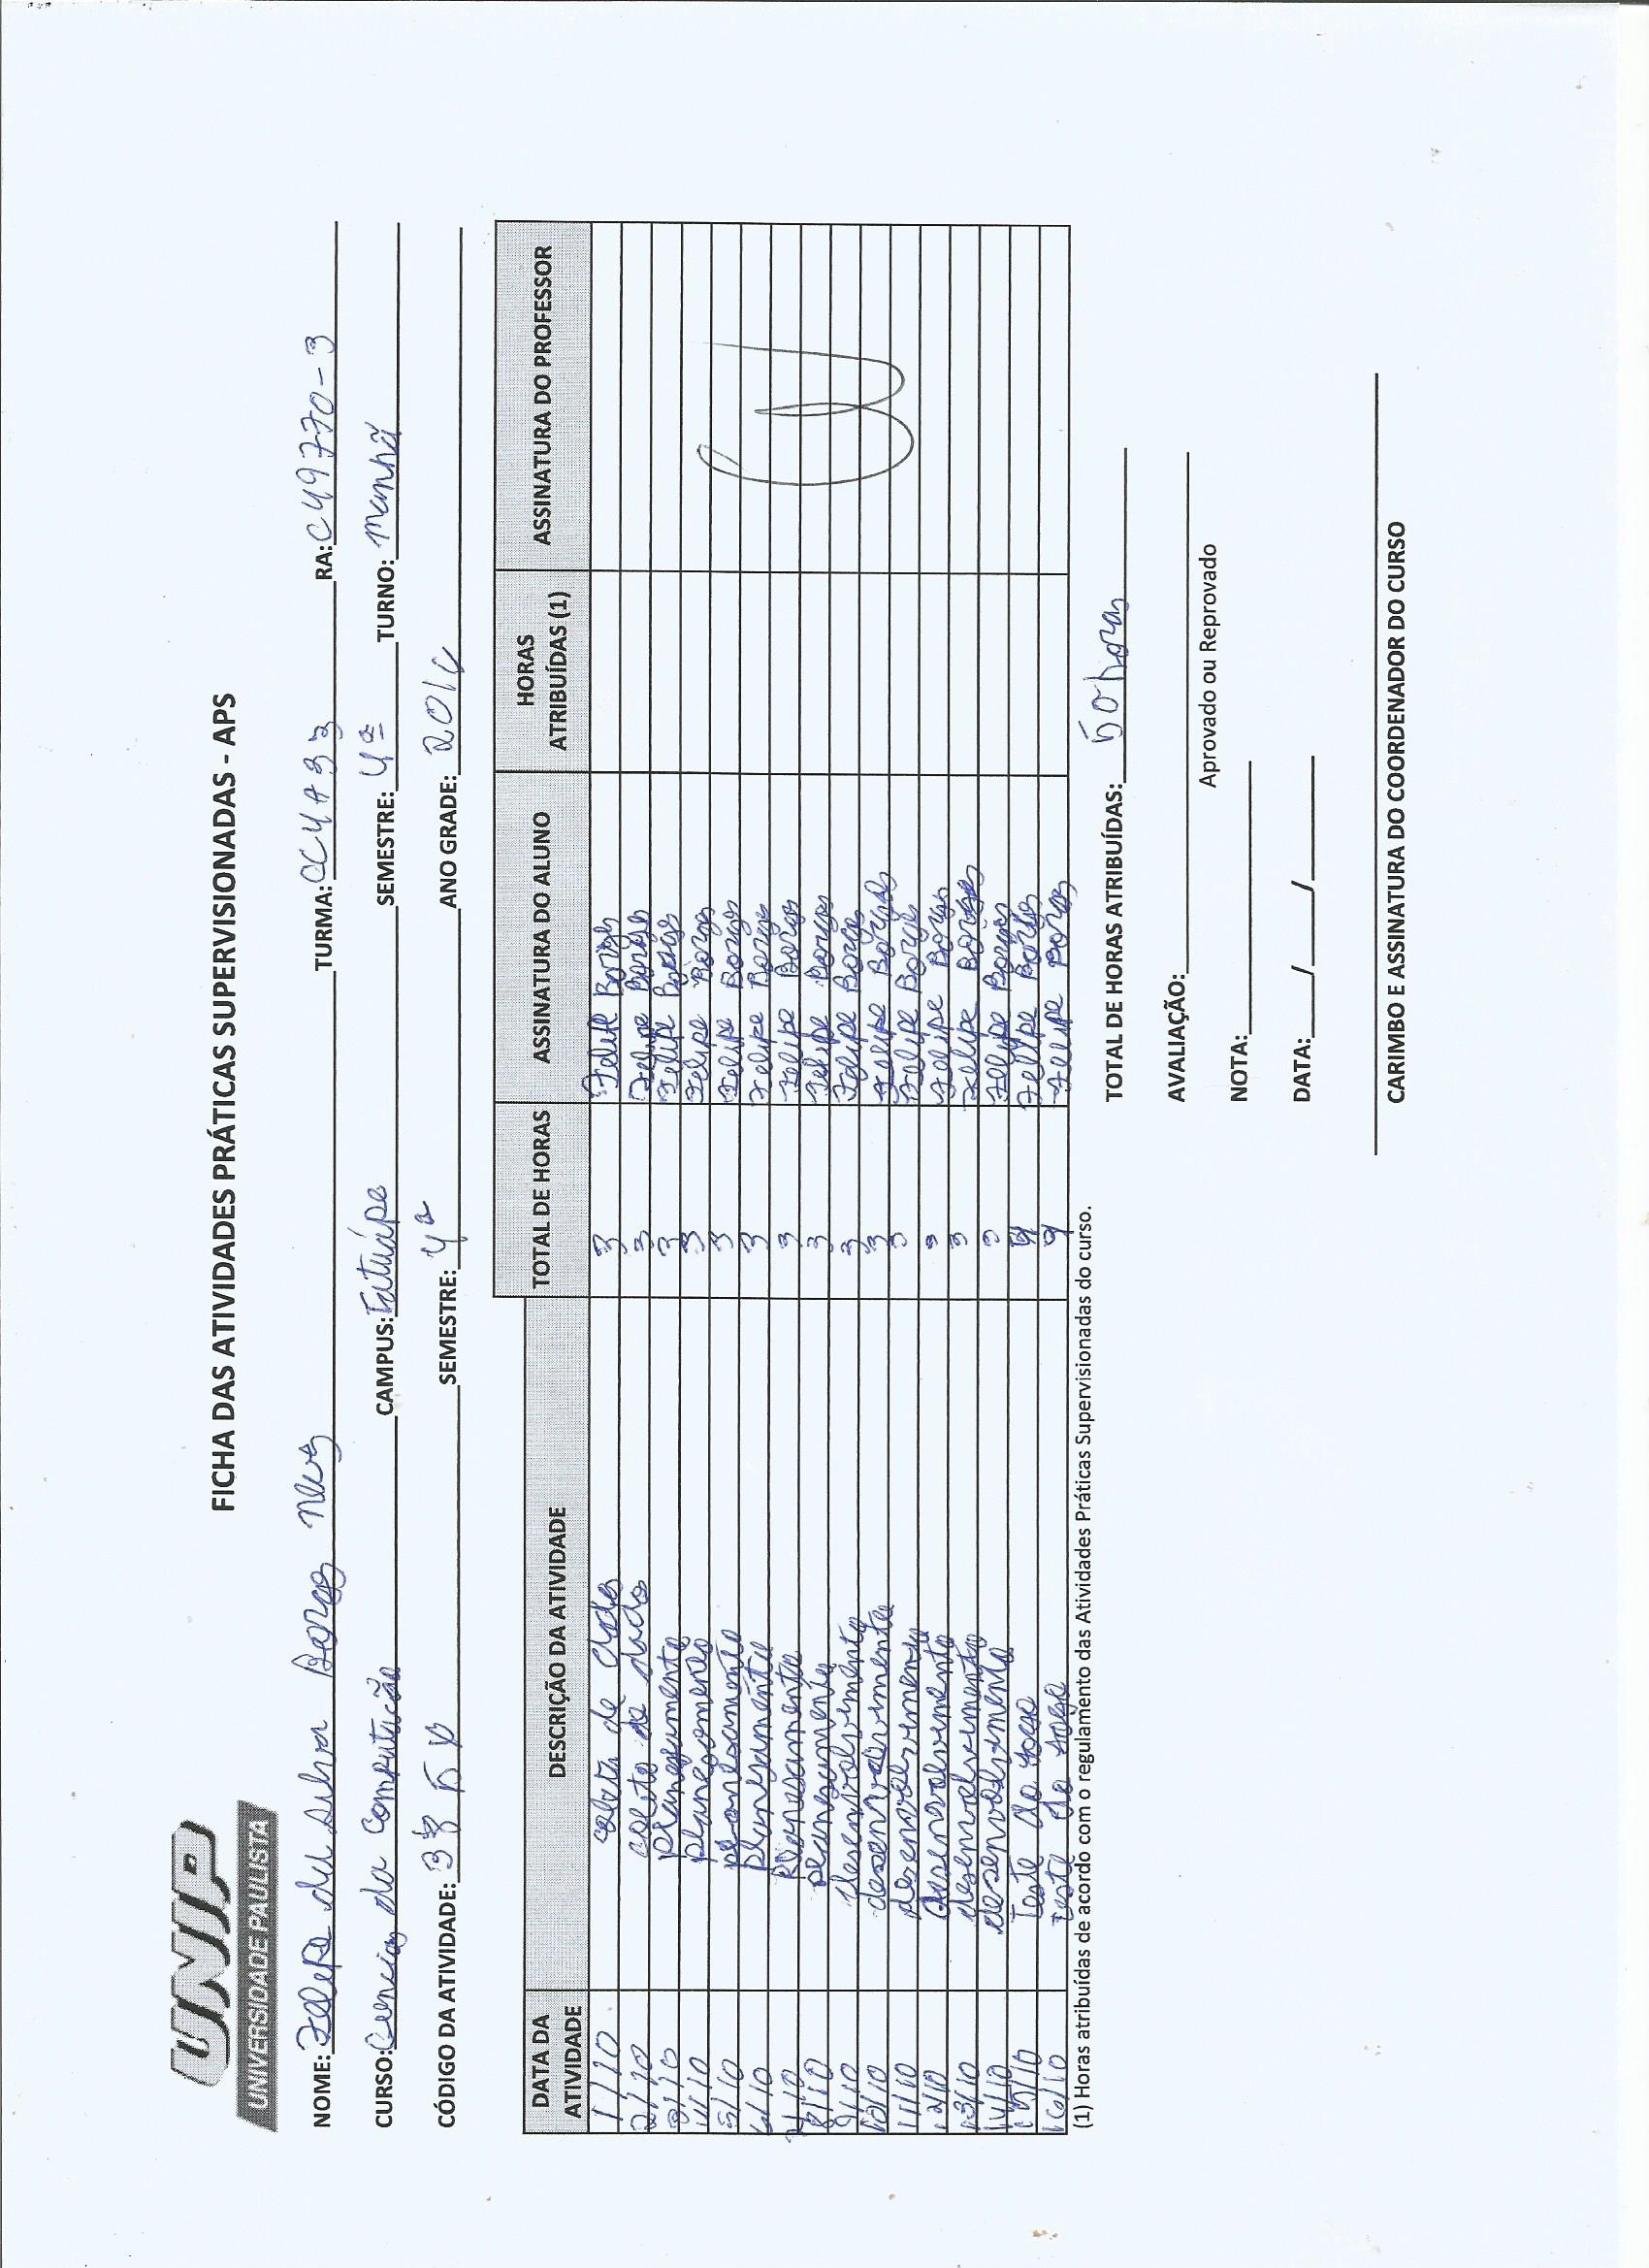 UNIP
UNIVERSIDADE PAULISTA
FICHA DAS ATIVIDADES PRÁTICAS SUPERVISIONADAS - APS
NOME: Felipe da Silva Borges Neves TURMA: CC4A33 RA: C49770-3
CURSO: Ciencias da Computação CAMPUS: Tatuápe SEMESTRE: 4ª TURNO: manhã
CÓDIGO DA ATIVIDADE: SEMESTRE: 4ª ANO GRADE:
DATA DA ATIVIDADE DESCRIÇÃO DA ATIVIDADE TOTAL DE HORAS ASSINATURA DO ALUNO HORAS ATRIBUÍDAS (1) ASSINATURA DO PROFESSOR
1/10 coleta de dados 3 Felipe Borges
2/10 coleta de dados 3 Felipe Borges
3/10 planejamento 3 Felipe Borges
4/10 planejamento 3 Felipe Borges
5/10 planejamento 3 Felipe Borges
6/10 planejamento 3 Felipe Borges
7/10 planejamento 3 Felipe Borges
8/10 planejamento 3 Felipe Borges
9/10 desenvolvimento 3 Felipe Borges
10/10 desenvolvimento 3 Felipe Borges
11/10 desenvolvimento 3 Felipe Borges
12/10 desenvolvimento 3 Felipe Borges
13/10 desenvolvimento 3 Felipe Borges
14/10 desenvolvimento 3 Felipe Borges
15/10 Teste do jogo Felipe Borges
16/10 teste do jogo Felipe Borges
(1) Horas atribuídas de acordo com o regulamento das Atividades Práticas Supervisionadas do curso.
TOTAL DE HORAS ATRIBUÍDAS: 50 horas
AVALIAÇÃO:
Aprovado ou Reprovado
NOTA:
DATA: / /
CARIMBO E ASSINATURA DO COORDENADOR DO CURSO